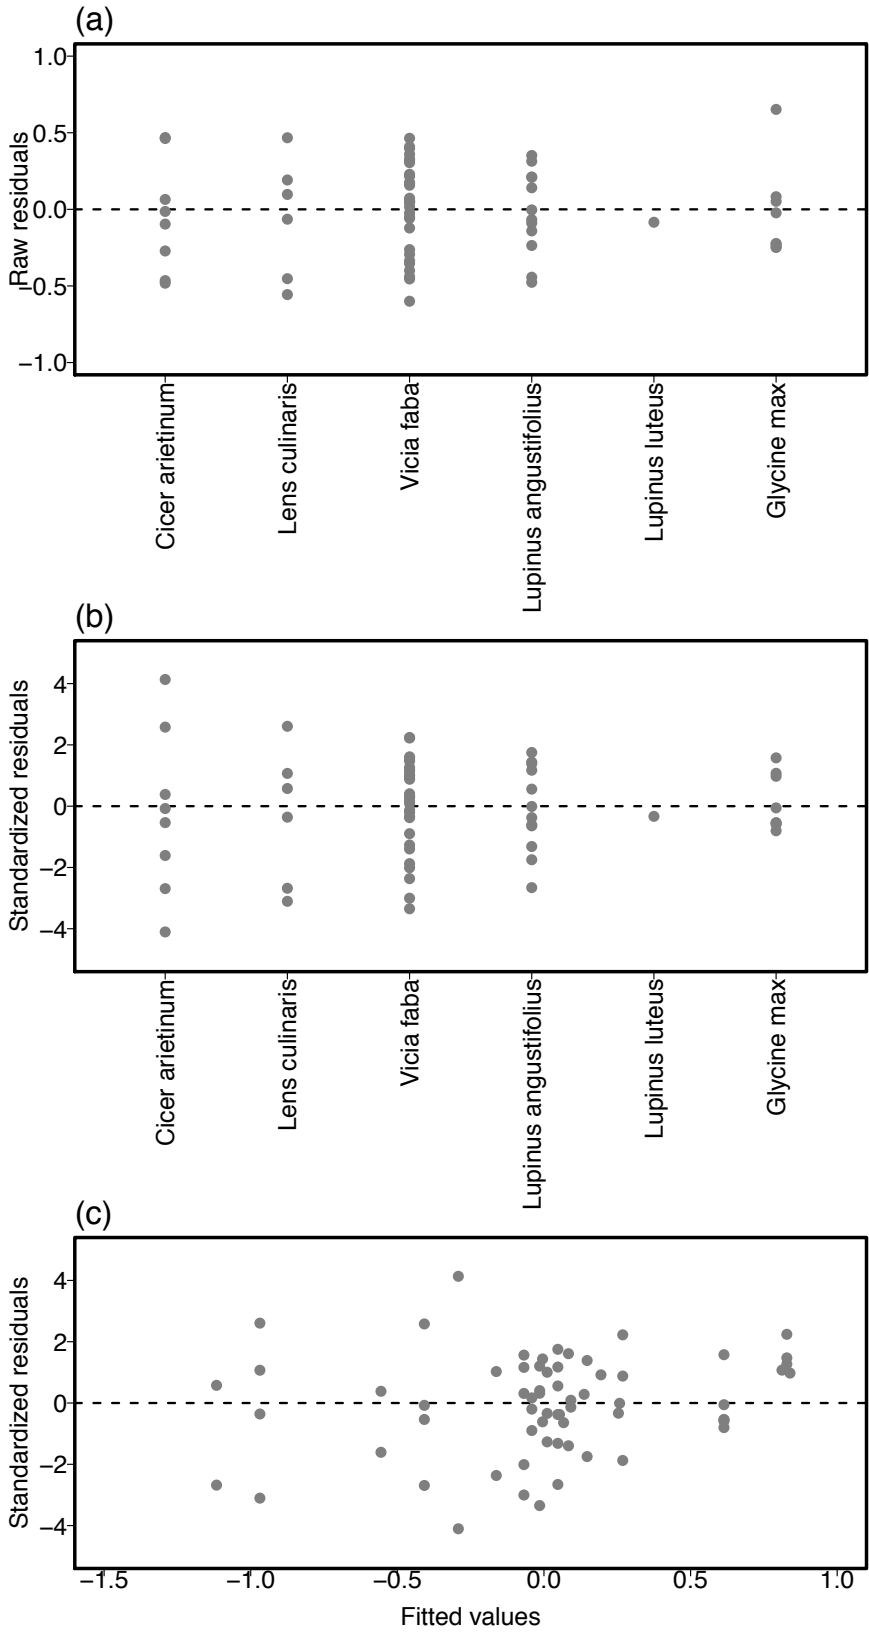 (a)
Raw residuals
1.0
0.5
0.0
−0.5
−1.0
Cicer arietinum
Lens culinaris
Vicia faba
Lupinus angustifolius
Lupinus luteus
Glycine max
(b)
Standardized residuals
4
2
0
−2
−4
Cicer arietinum
Lens culinaris
Vicia faba
Lupinus angustifolius
Lupinus luteus
Glycine max
(c)
Standardized residuals
4
2
0
−2
−4
−1.5 −1.0 −0.5 0.0 0.5 1.0
Fitted values